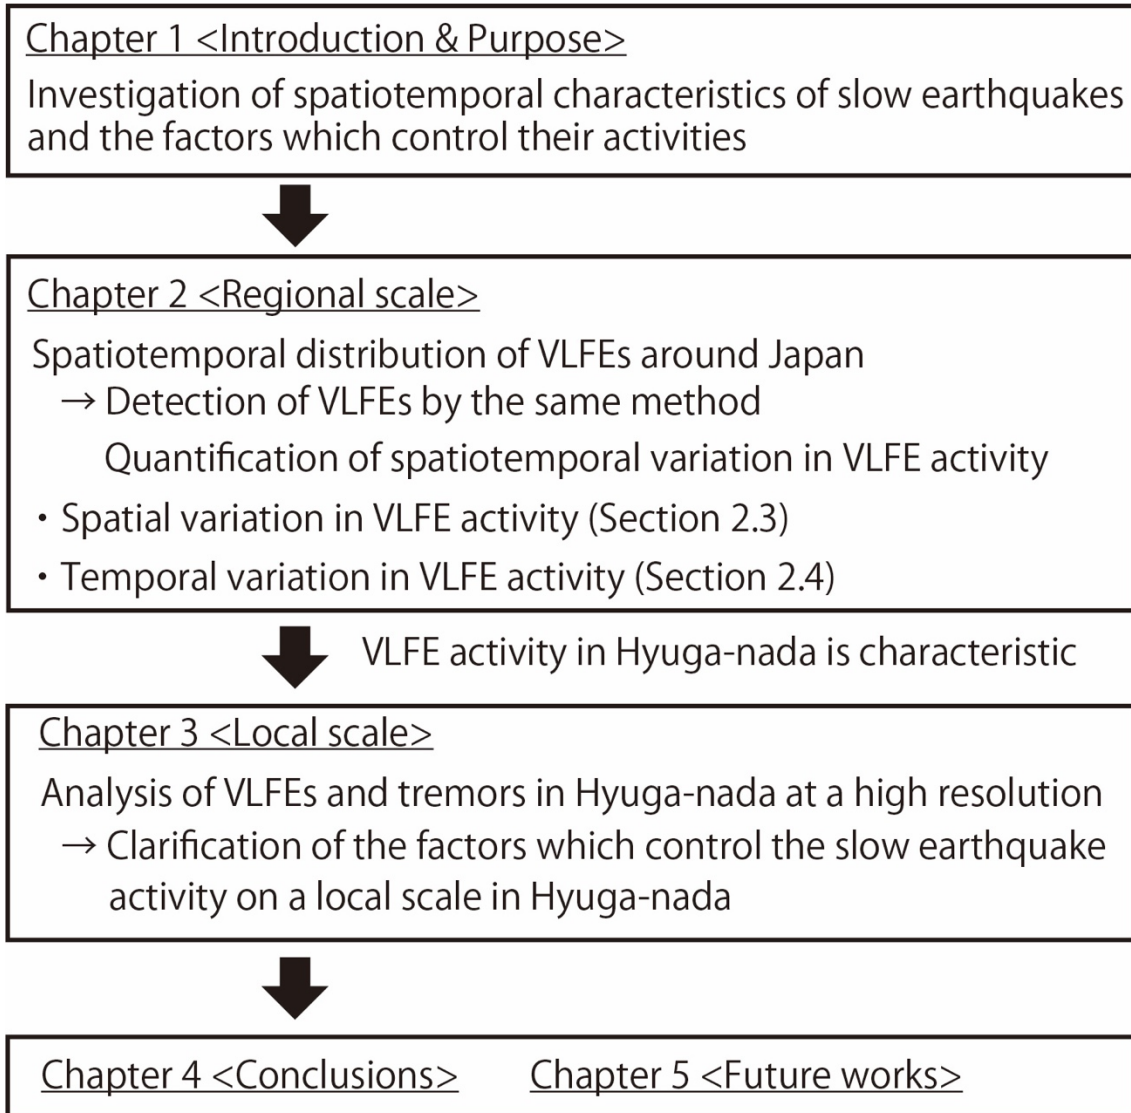 Chapter 1 <Introduction & Purpose>
Investigation of spatiotemporal characteristics of slow earthquakes
and the factors which control their activities
Chapter 2 <Regional scale>
Spatiotemporal distribution of VLFEs around Japan
→ Detection of VLFEs by the same method
Quantification of spatiotemporal variation in VLFE activity
・Spatial variation in VLFE activity (Section 2.3)
・Temporal variation in VLFE activity (Section 2.4)
VLFE activity in Hyuga-nada is characteristic
Chapter 3 <Local scale>
Analysis of VLFEs and tremors in Hyuga-nada at a high resolution
→ Clarification of the factors which control the slow earthquake
activity on a local scale in Hyuga-nada
Chapter 4 <Conclusions> Chapter 5 <Future works>